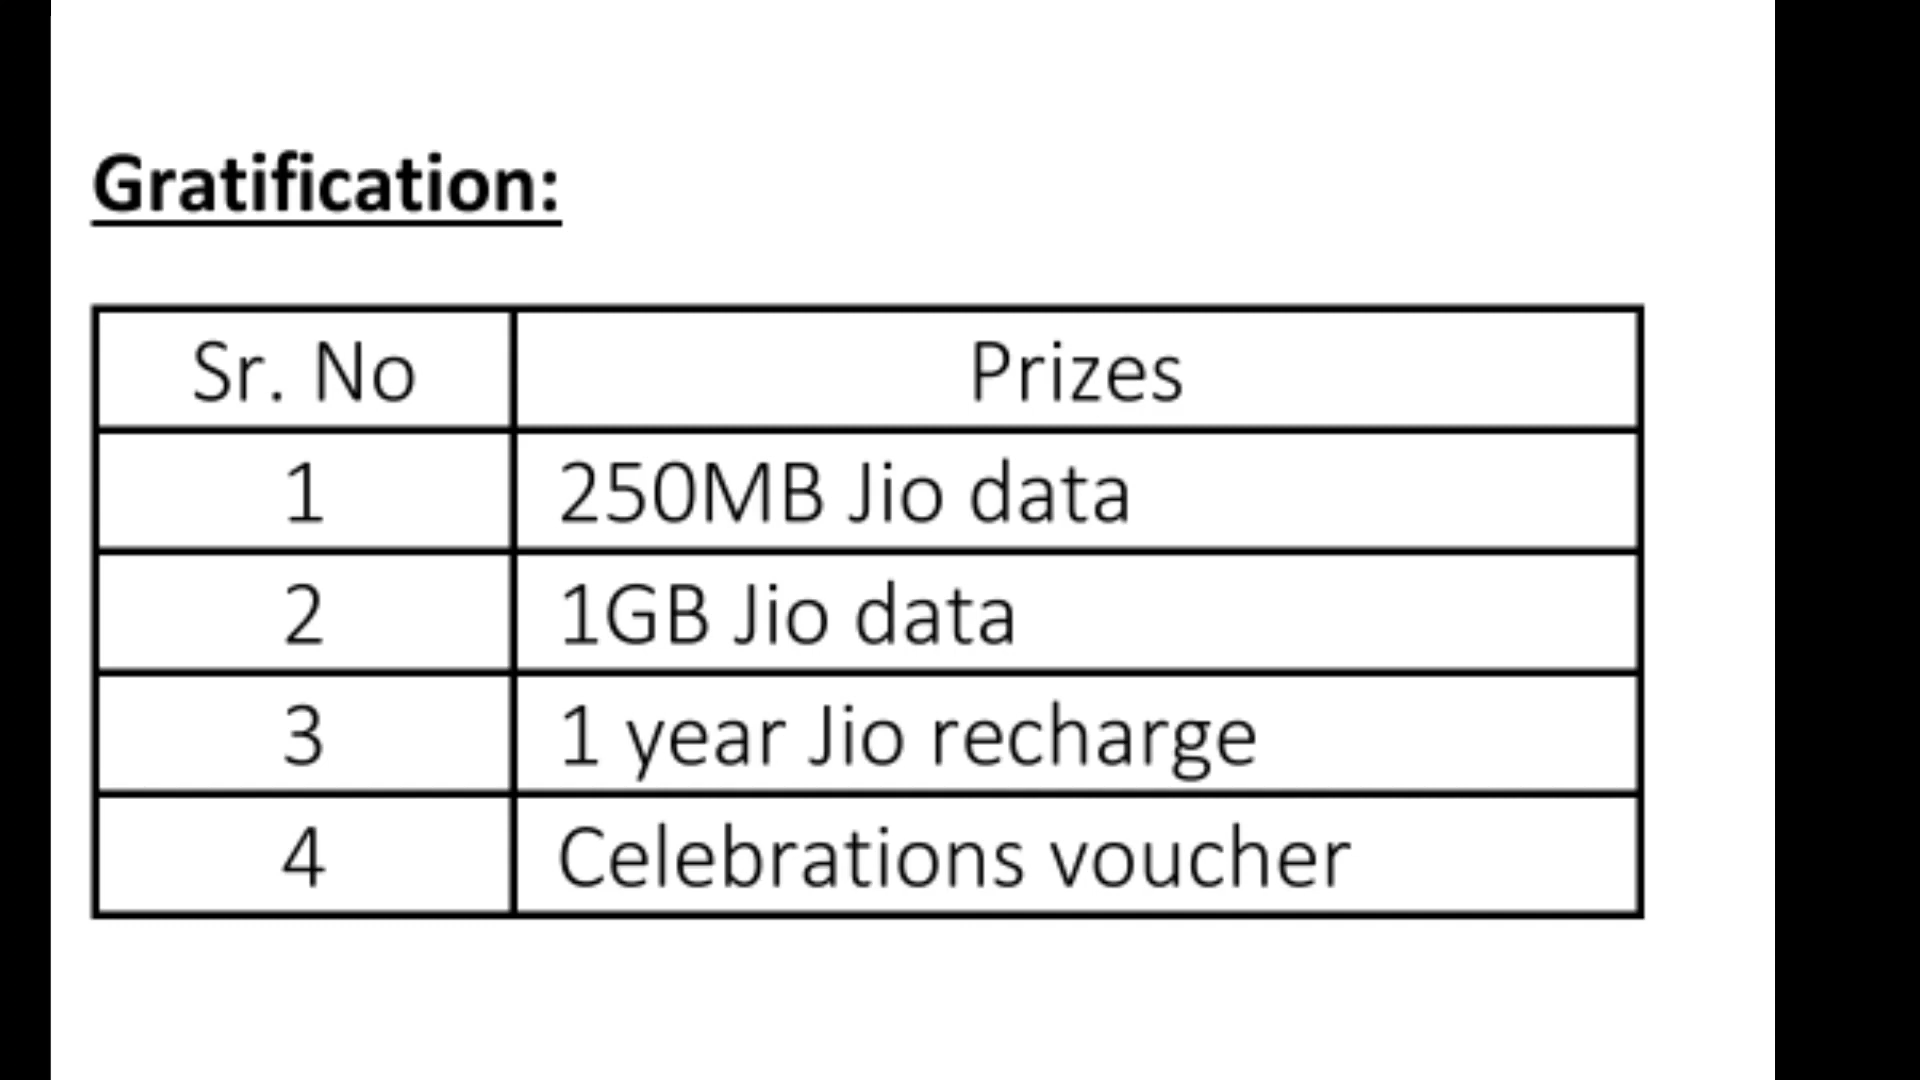 Gratification:
Sr. No Prizes
1 250MB Jio data
2 1GB Jio data
3 1 year Jio recharge
4 Celebrations voucher